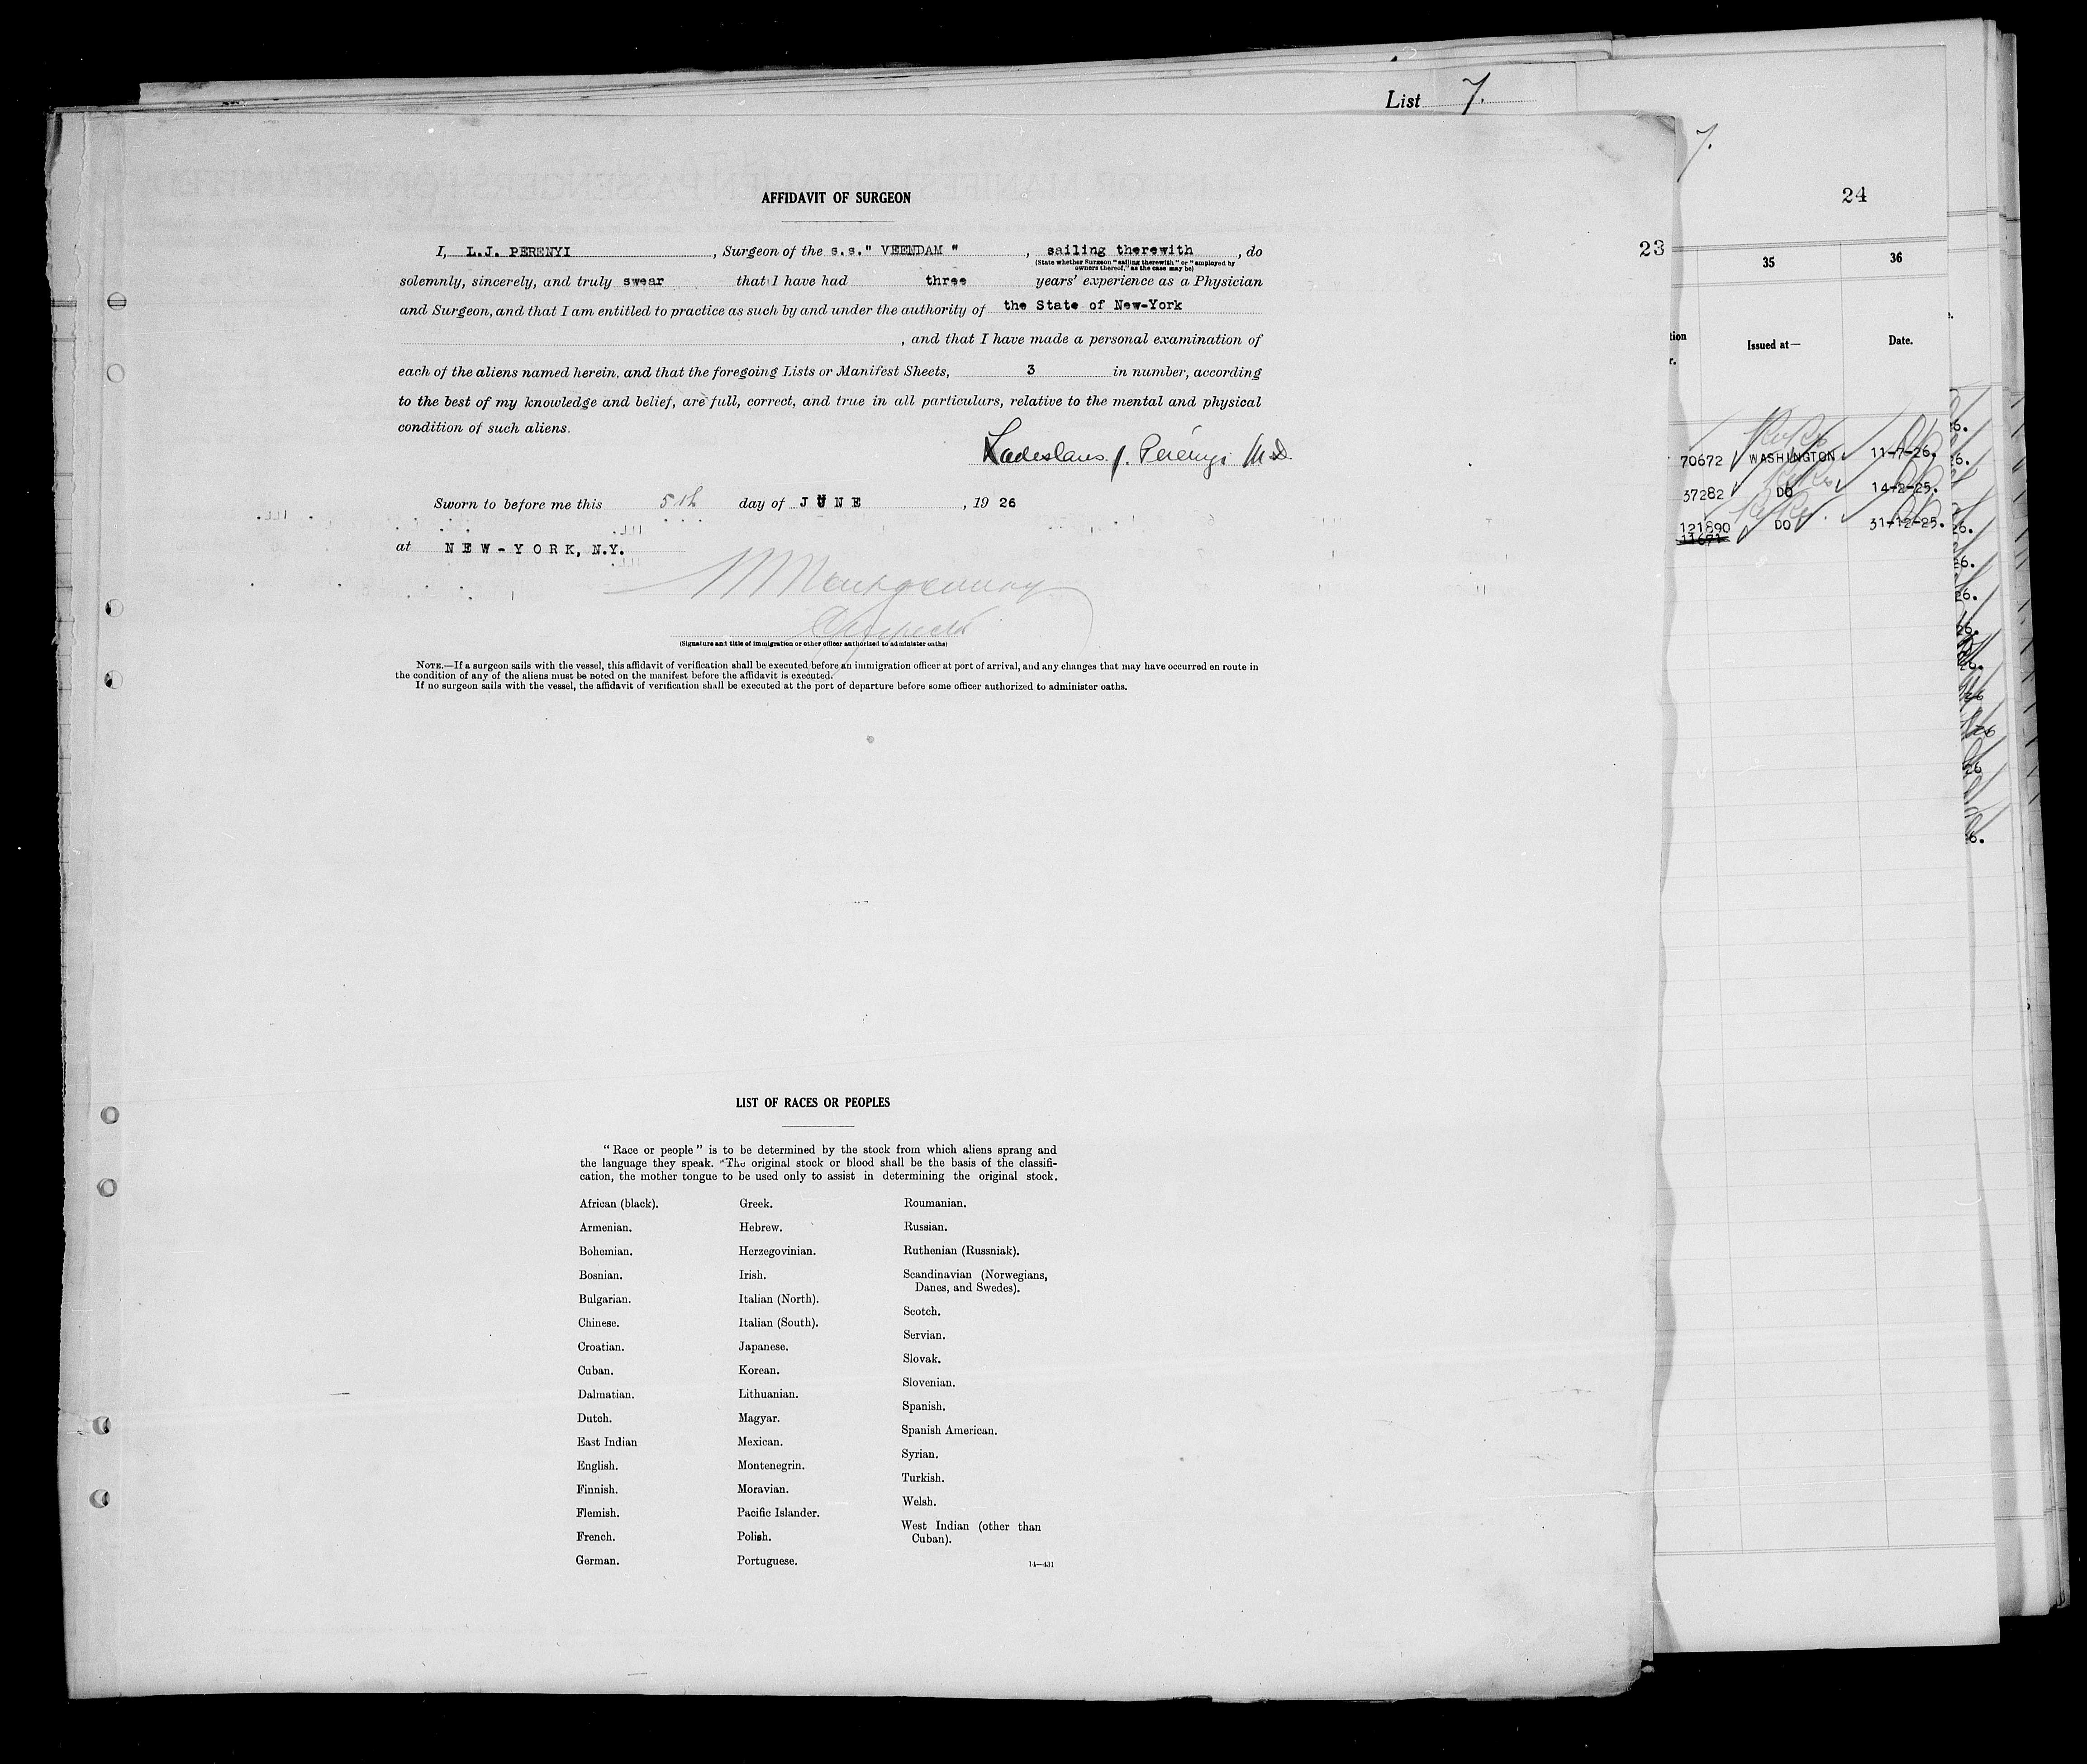 List 7.
7.
24
AFFIDAVIT OF SURGEON
I, L.J. PERENYI, Surgeon of the s.s." VEENDAM ", sailing therewith, do
(State whether Surgeon "sailing therewith" or "employed by
owners thereof," as the case may be)
solemnly, sincerely, and truly swear that I have had three years' experience as a Physician
and Surgeon, and that I am entitled to practice as such by and under the authority of the State of New-York
, and that I have made a personal examination of
each of the aliens named herein, and that the foregoing Lists or Manifest Sheets, 3 in number, according
to the best of my knowledge and belief, are full, correct, and true in all particulars, relative to the mental and physical
condition of such aliens.
Ladeslaus J. Perényi M.D.
Sworn to before me this 5th day of JUNE, 1926
at NEW-YORK, N.Y.
(Signature and title of immigration or other officer authorized to administer oaths)
NOTE.—If a surgeon sails with the vessel, this affidavit of verification shall be executed before an immigration officer at port of arrival, and any changes that may have occurred en route in
the condition of any of the aliens must be noted on the manifest before the affidavit is executed.
If no surgeon sails with the vessel, the affidavit of verification shall be executed at the port of departure before some officer authorized to administer oaths.
23
35 36
Issued at— Date.
70672 WASHINGTON 11-7-26.
37282 DO 14-2-25.
121890 DO 31-12-25.
LIST OF RACES OR PEOPLES
"Race or people" is to be determined by the stock from which aliens sprang and
the language they speak. The original stock or blood shall be the basis of the classifi-
cation, the mother tongue to be used only to assist in determining the original stock.
African (black).
Armenian.
Bohemian.
Bosnian.
Bulgarian.
Chinese.
Croatian.
Cuban.
Dalmatian.
Dutch.
East Indian
English.
Finnish.
Flemish.
French.
German.
Greek.
Hebrew.
Herzegovinian.
Irish.
Italian (North).
Italian (South).
Japanese.
Korean.
Lithuanian.
Magyar.
Mexican.
Montenegrin.
Moravian.
Pacific Islander.
Polish.
Portuguese.
Roumanian.
Russian.
Ruthenian (Russniak).
Scandinavian (Norwegians,
Danes, and Swedes).
Scotch.
Servian.
Slovak.
Slovenian.
Spanish.
Spanish American.
Syrian.
Turkish.
Welsh.
West Indian (other than
Cuban).
14—431